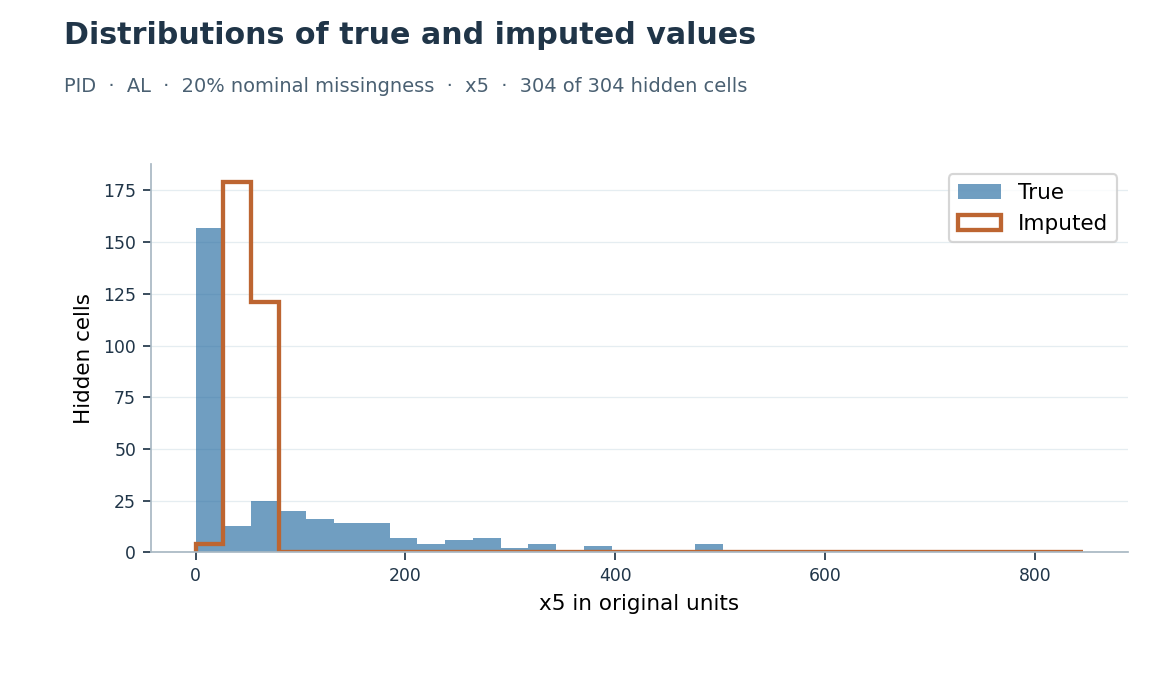 Distributions of true and imputed values
PID · AL · 20% nominal missingness · x5 · 304 of 304 hidden cells
True
Imputed
Hidden cells
175
150
125
100
75
50
25
0
0 200 400 600 800
x5 in original units